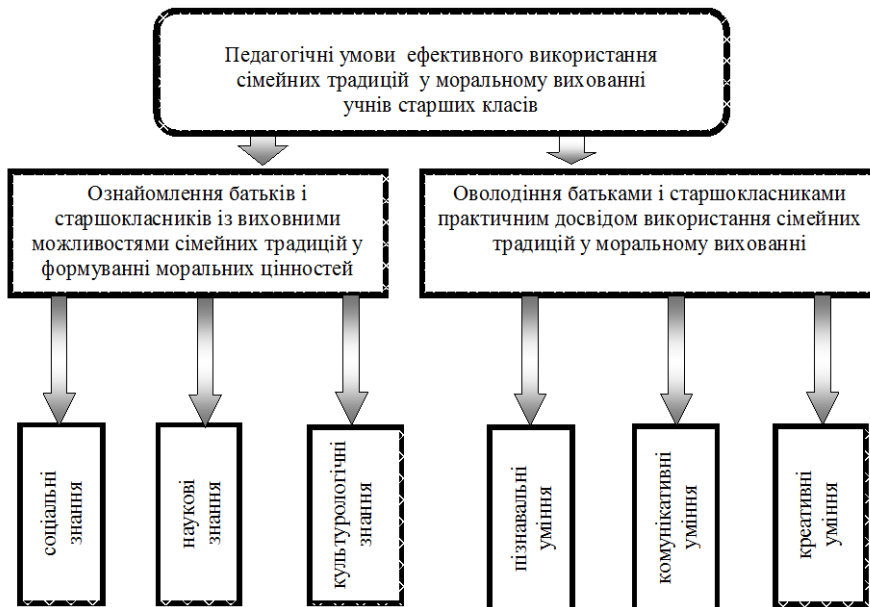 Педагогічні умови ефективного використання
сімейних традицій у моральному вихованні
учнів старших класів
Ознайомлення батьків і
старшокласників із виховними
можливостями сімейних традицій у
формуванні моральних цінностей
Оволодіння батьками і старшокласниками
практичним досвідом використання сімейних
традицій у моральному вихованні
соціальні
знання
наукові
знання
культурологічні
знання
пізнавальні
уміння
комунікативні
уміння
креативні
уміння